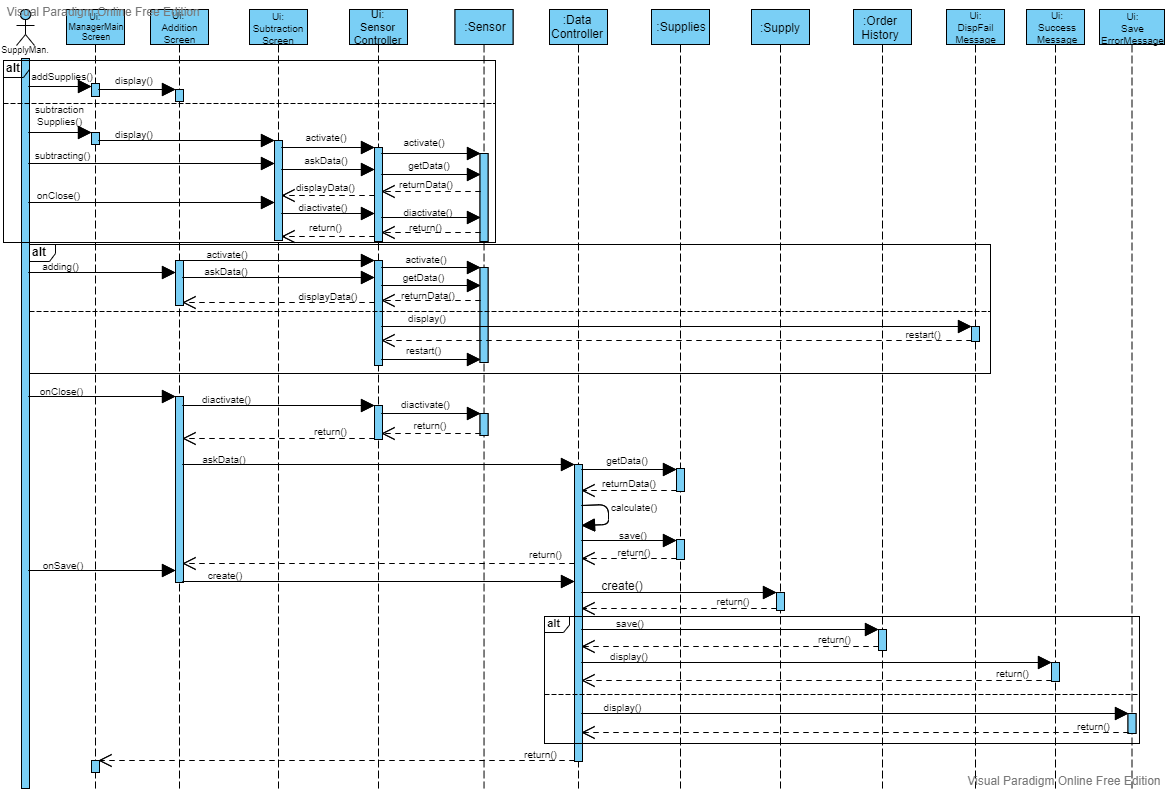 Visual Paradigm Online Free Edition
SupplyMan.
Ui:
ManagerMain
Screen
Ui:
Addition
Screen
Ui:
Subtraction
Screen
Ui:
Sensor
Controller
:Sensor
:Data
Controller
:Supplies
:Supply
:Order
History
Ui:
DispFail
Message
Ui:
Success
Message
Ui:
Save
ErrorMessage
alt
addSupplies()
display()
subtraction
Supplies()
display()
activate()
activate()
subtracting()
askData()
getData()
returnData()
displayData()
onClose()
diactivate()
diactivate()
return()
return()
alt
activate()
activate()
adding()
askData()
getData()
returnData()
displayData()
display()
restart()
restart()
onClose()
diactivate()
diactivate()
return()
return()
askData()
getData()
returnData()
calculate()
save()
return()
return()
onSave()
create()
create()
return()
alt
save()
return()
display()
return()
display()
return()
return()
Visual Paradigm Online Free Edition